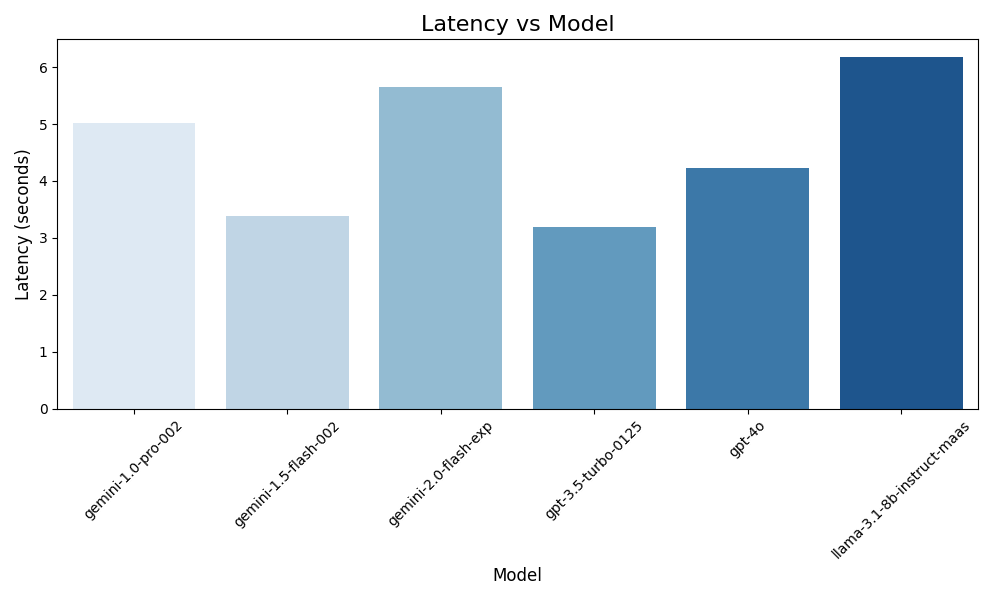 Latency vs Model
Latency (seconds)
6
5
4
3
2
1
0
gemini-1.0-pro-002
gemini-1.5-flash-002
gemini-2.0-flash-exp
gpt-3.5-turbo-0125
gpt-4o
llama-3.1-8b-instruct-maas
Model